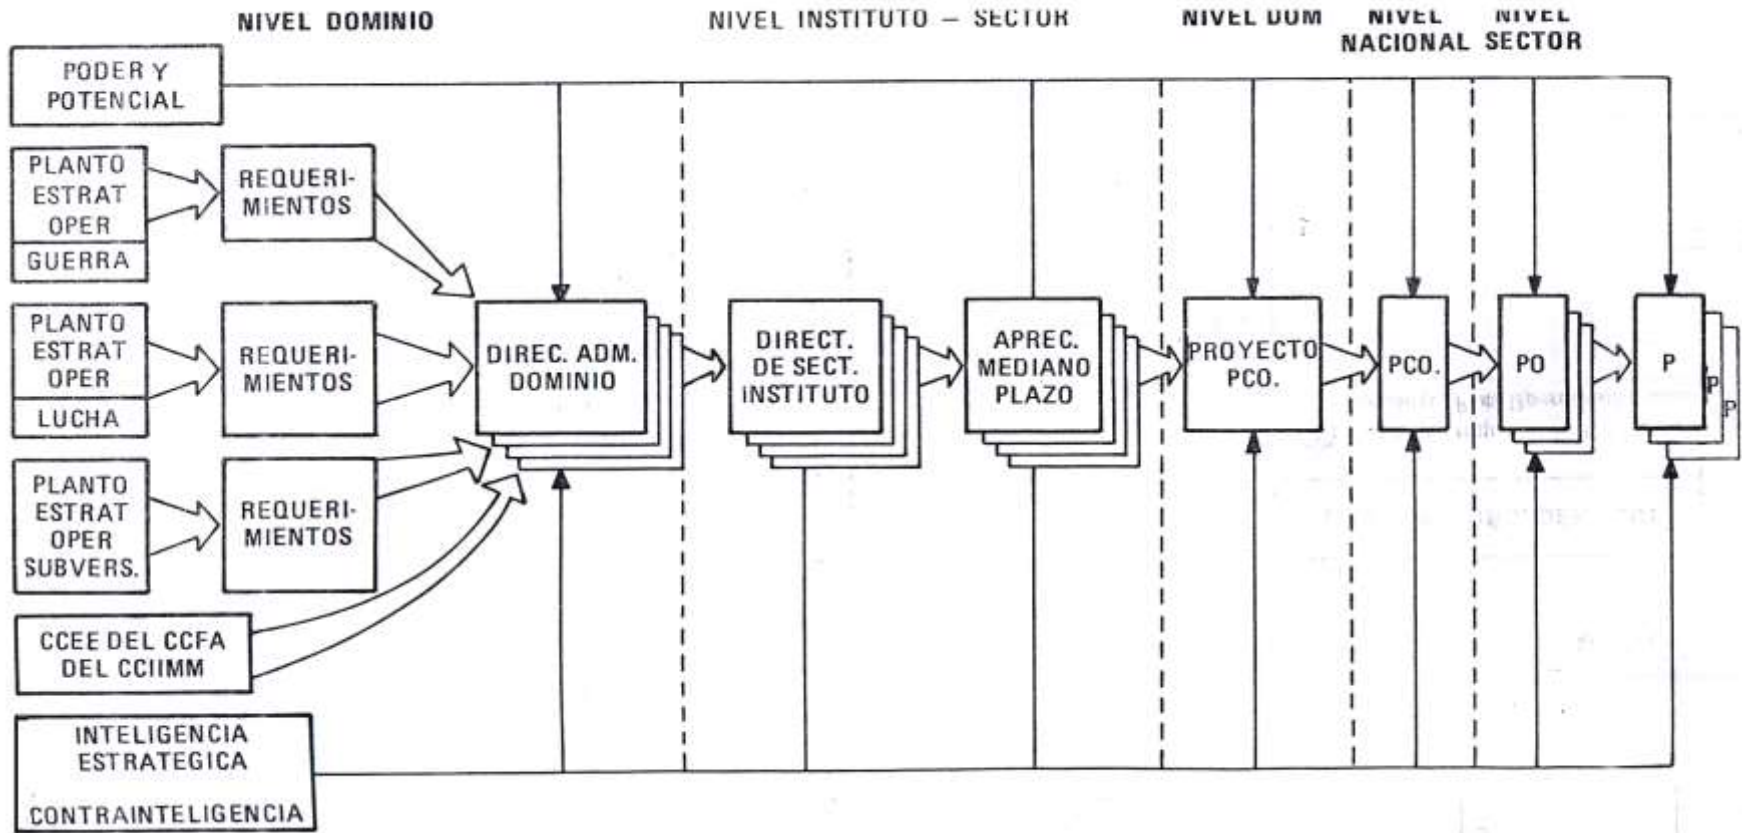 NIVEL DOMINIO
NIVEL INSTITUTO – SECTOR
NIVEL DOM
NIVEL
NACIONAL
NIVEL
SECTOR
PODER Y
POTENCIAL
PLANTO
ESTRAT
OPER
GUERRA
REQUERI-
MIENTOS
PLANTO
ESTRAT
OPER
LUCHA
REQUERI-
MIENTOS
DIREC. ADM.
DOMINIO
DIRECT.
DE SECT.
INSTITUTO
APREC.
MEDIANO
PLAZO
PROYECTO
PCO.
PCO.
PO
P
P
P
PLANTO
ESTRAT
OPER
SUBVERS.
REQUERI-
MIENTOS
CCEE DEL CCFA
DEL CCIIMM
INTELIGENCIA
ESTRATEGICA
CONTRAINTELIGENCIA